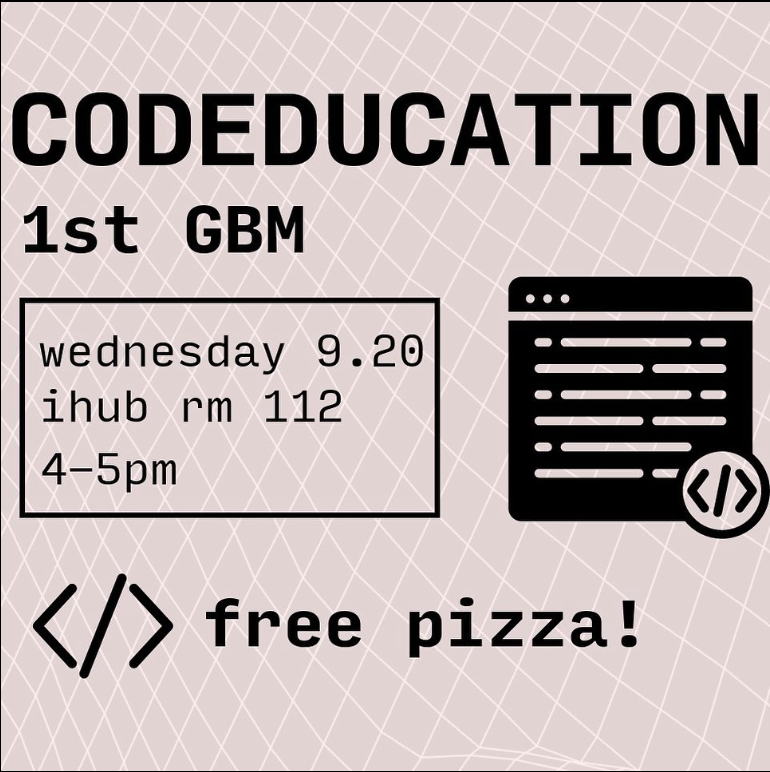 CODEDUCATION
1st GBM
wednesday 9.20
ihub rm 112
4–5pm
</> free pizza!